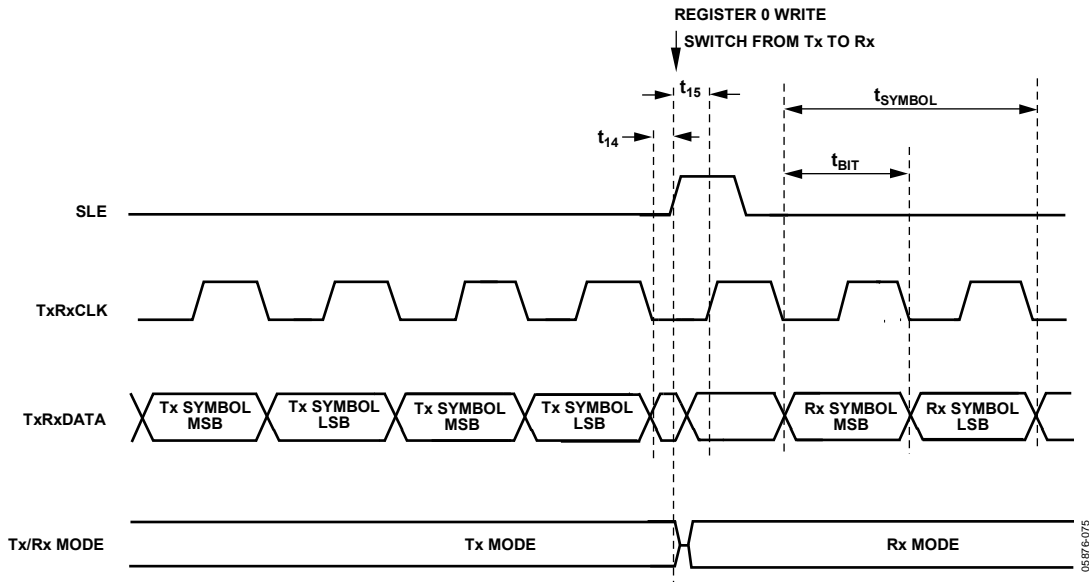 REGISTER 0 WRITE
SWITCH FROM Tx TO Rx
t15
tSYMBOL
t14
tBIT
SLE
TxRxCLK
TxRxDATA
Tx SYMBOL
MSB
Tx SYMBOL
LSB
Tx SYMBOL
MSB
Tx SYMBOL
LSB
Rx SYMBOL
MSB
Rx SYMBOL
LSB
Tx/Rx MODE
Tx MODE
Rx MODE
05876-075